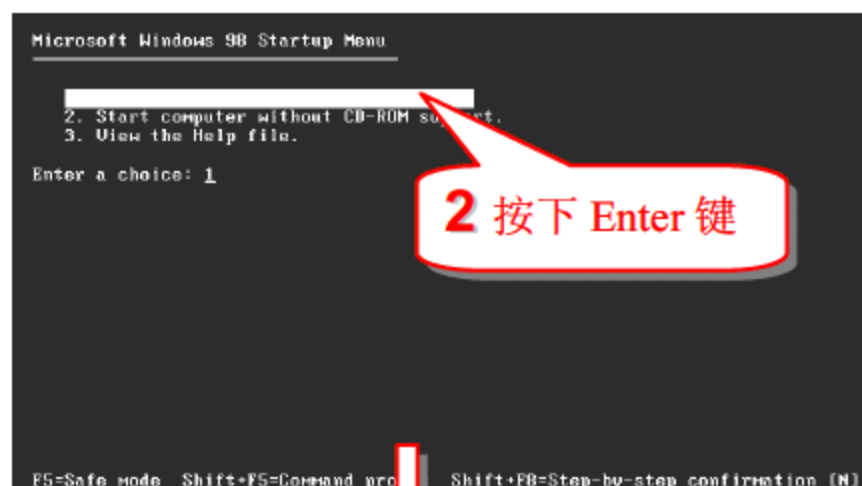 Microsoft Windows 98 Startup Menu
2. Start computer without CD-ROM
3. View the Help file.
Enter a choice: 1
2 按下 Enter 键
F5=Safe mode Shift+F5=Command Shift+F8=Step-by-step confirmation [N]